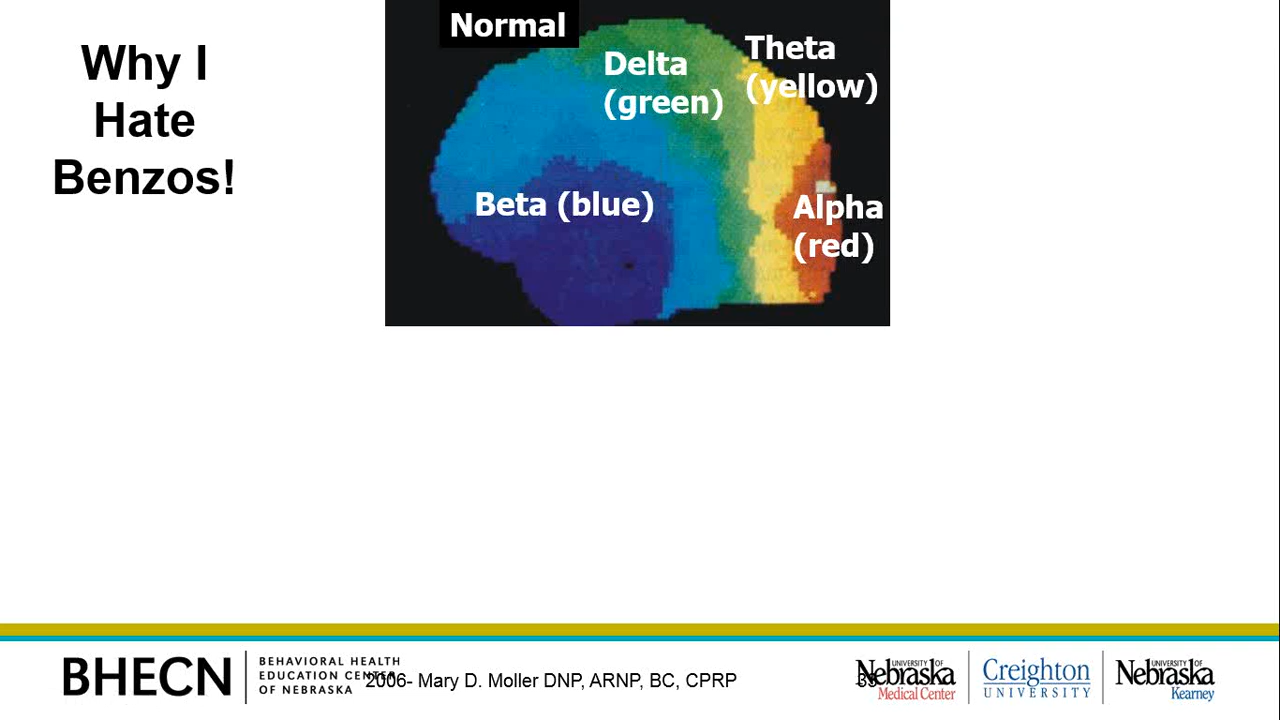 Why I
Hate
Benzos!
Normal
Delta
(green)
Theta
(yellow)
Beta (blue)
Alpha
(red)
BHECN
BEHAVIORAL HEALTH
EDUCATION CENTER
OF NEBRASKA
2006- Mary D. Moller DNP, ARNP, BC, CPRP
UNIVERSITY OF
Nebraska
Medical Center
Creighton
UNIVERSITY
UNIVERSITY OF
Nebraska
Kearney